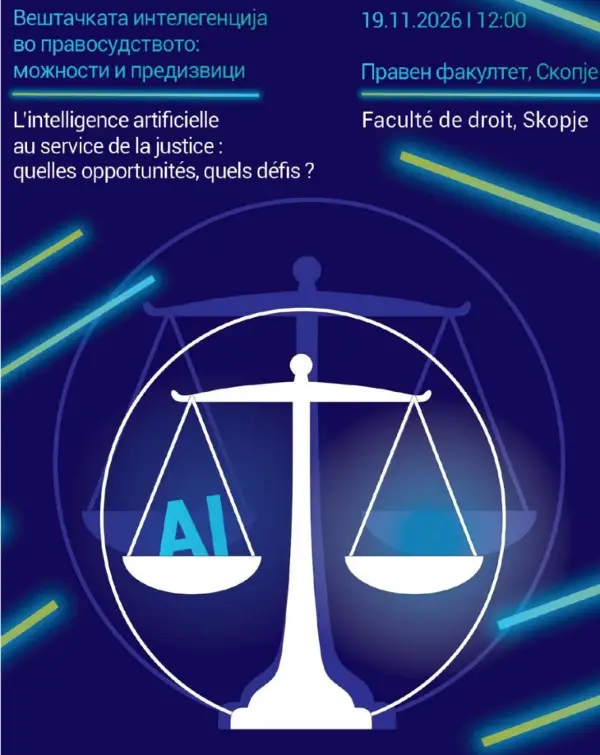 Вештачката интелегенција
во правосудството:
можности и предизвици
L'intelligence artificielle
au service de la justice :
quelles opportunités, quels défis ?
19.11.2026 | 12:00
Правен факултет, Скопје
Faculté de droit, Skopje
AI